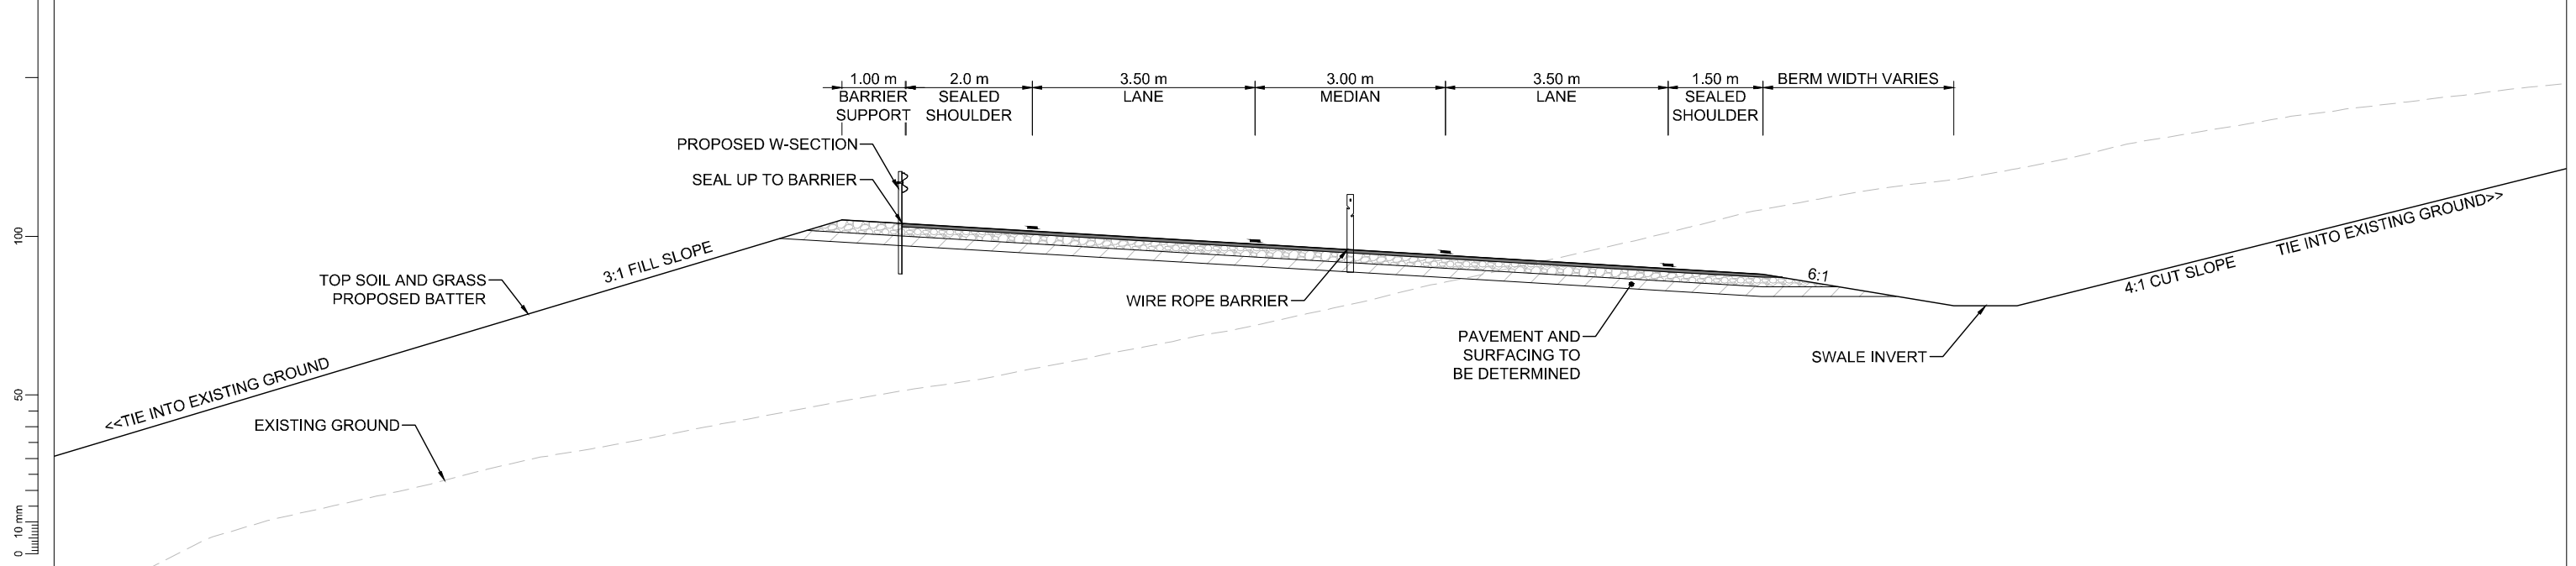 1.00 m
BARRIER
SUPPORT
2.0 m
SEALED
SHOULDER
3.50 m
LANE
3.00 m
MEDIAN
3.50 m
LANE
1.50 m
SEALED
SHOULDER
BERM WIDTH VARIES
PROPOSED W-SECTION
SEAL UP TO BARRIER
100
3:1 FILL SLOPE
TOP SOIL AND GRASS
PROPOSED BATTER
WIRE ROPE BARRIER
6:1
4:1 CUT SLOPE
TIE INTO EXISTING GROUND>>
PAVEMENT AND
SURFACING TO
BE DETERMINED
SWALE INVERT
<<TIE INTO EXISTING GROUND
50
EXISTING GROUND
10 mm
0